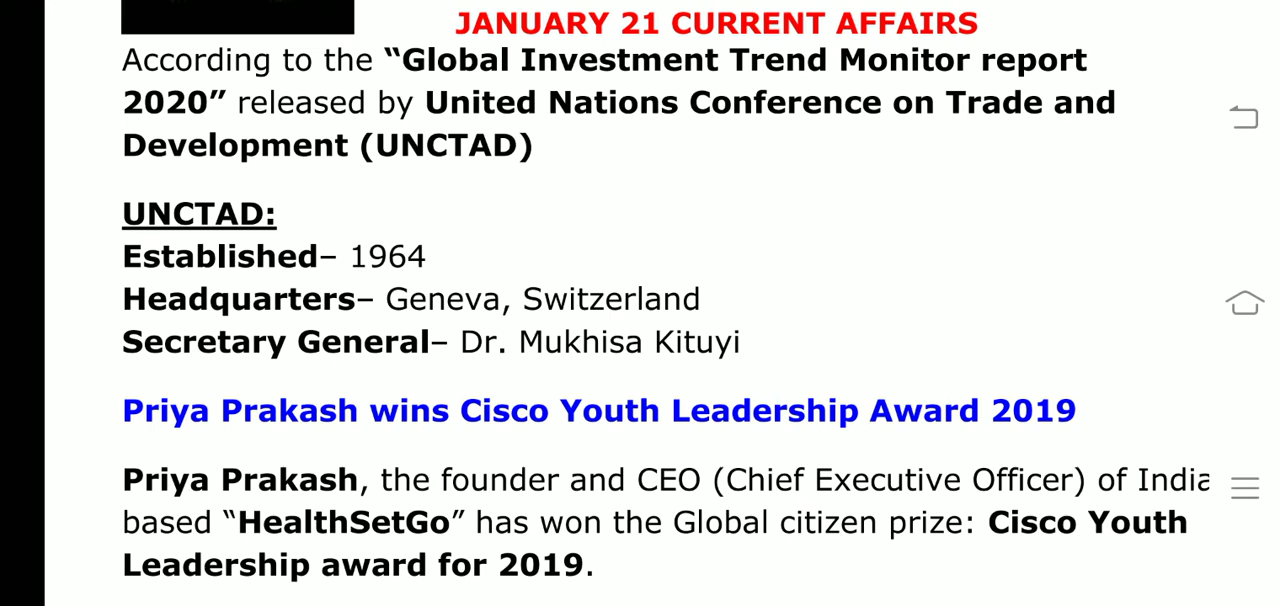 JANUARY 21 CURRENT AFFAIRS
According to the “Global Investment Trend Monitor report
2020” released by United Nations Conference on Trade and
Development (UNCTAD)
UNCTAD:
Established– 1964
Headquarters– Geneva, Switzerland
Secretary General– Dr. Mukhisa Kituyi
Priya Prakash wins Cisco Youth Leadership Award 2019
Priya Prakash, the founder and CEO (Chief Executive Officer) of India
based “HealthSetGo” has won the Global citizen prize: Cisco Youth
Leadership award for 2019.